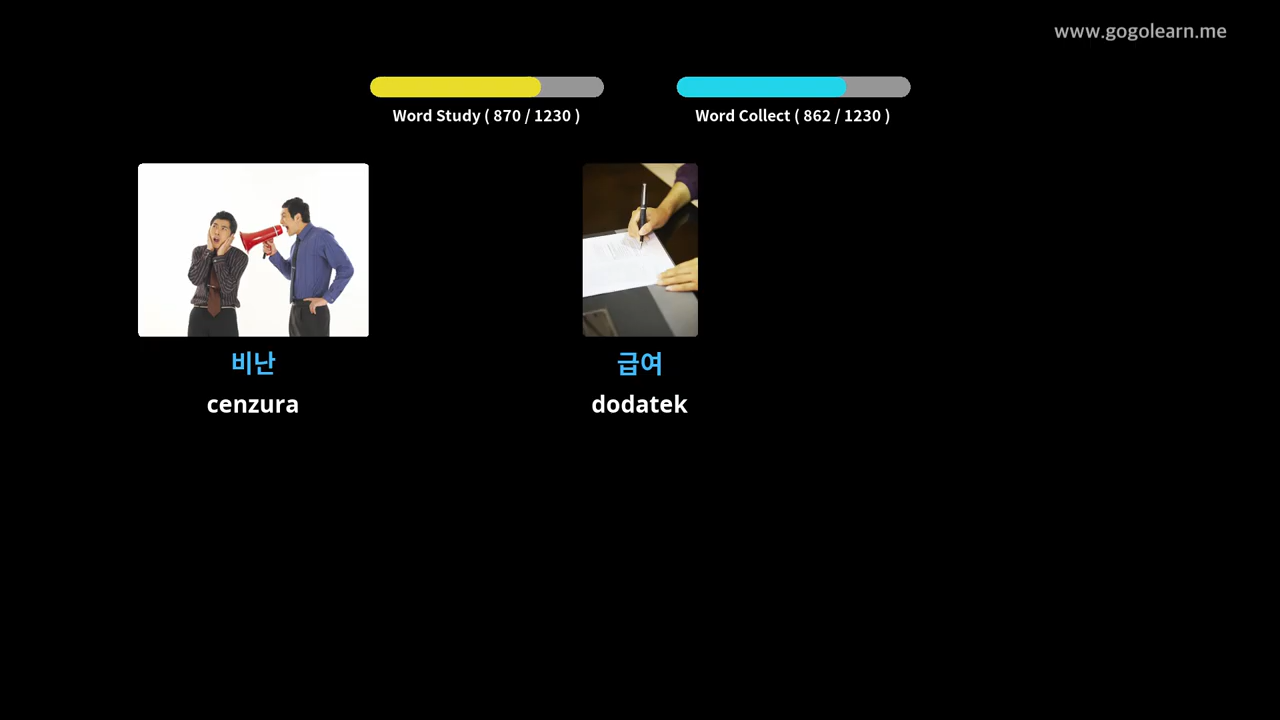 www.gogolearn.me
Word Study ( 870 / 1230 )
Word Collect ( 862 / 1230 )
비난
급여
cenzura
dodatek